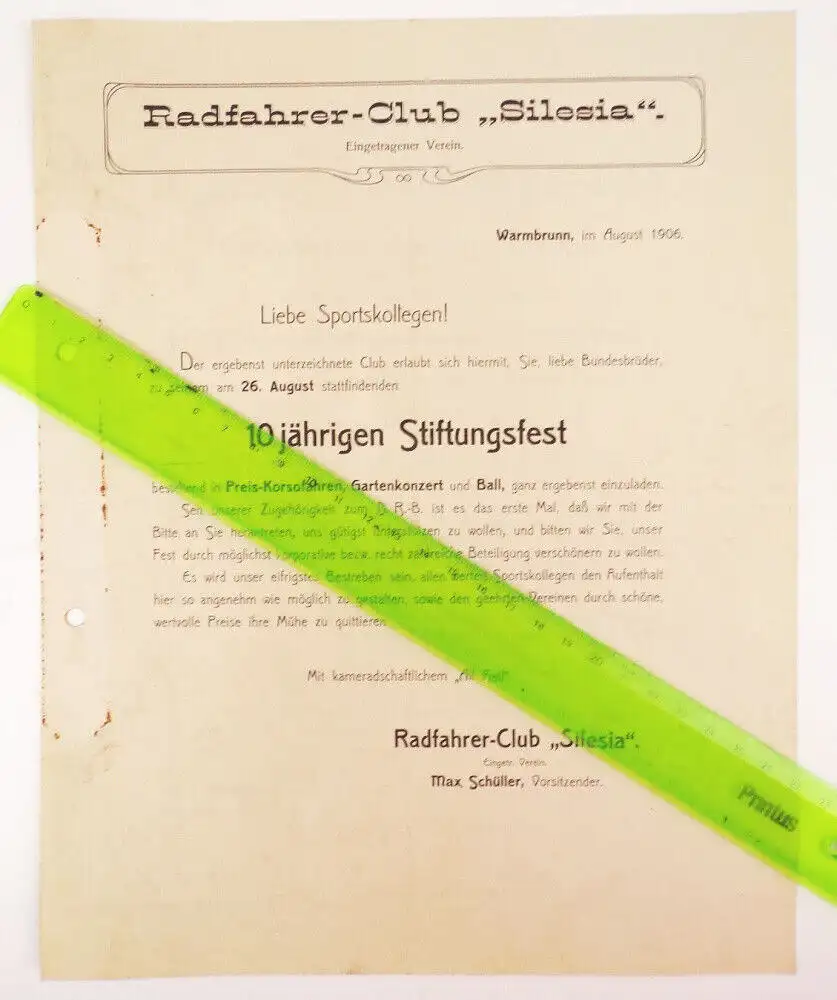 Radfahrer-Club „Silesia“.
Eingetragener Verein.
Warmbrunn, im August 1906.
Liebe Sportskollegen!
Der ergebenst unterzeichnete Club erlaubt sich hiermit, Sie, liebe Bundesbrüder,
zu seinem am 26. August stattfindenden
10 jährigen Stiftungsfest
bestehend in Preis-Korsofahren, Gartenkonzert und Ball, ganz ergebenst einzuladen.
Seit unserer Zugehörigkeit zum D. R.-B. ist es das erste Mal, daß wir mit der
Bitte an Sie herantreten, uns gütigst unterstützen zu wollen, und bitten wir Sie, unser
Fest durch möglichst korporative bezw. recht zahlreiche Beteiligung verschönern zu wollen.
Es wird unser eifrigstes Bestreben sein, allen werten Sportskollegen den Aufenthalt
hier so angenehm wie möglich zu gestalten, sowie den geehrten Vereinen durch schöne,
wertvolle Preise ihre Mühe zu quittieren.
Mit kameradschaftlichem „All Heil“
Radfahrer-Club „Silesia“.
Eingetr. Verein.
Max Schüller, Vorsitzender.
Printus